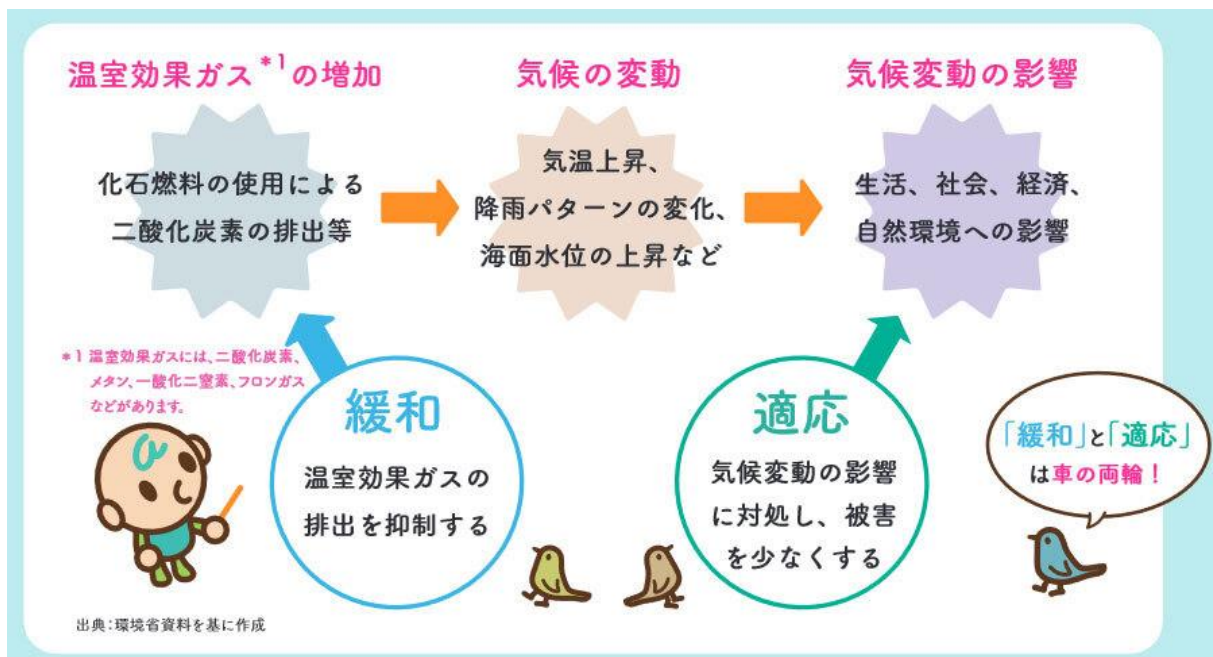 温室効果ガス*1の増加
化石燃料の使用による
二酸化炭素の排出等
気候の変動
気温上昇、
降雨パターンの変化、
海面水位の上昇など
気候変動の影響
生活、社会、経済、
自然環境への影響
*1 温室効果ガスには、二酸化炭素、
メタン、一酸化二窒素、フロンガス
などがあります。
緩和
温室効果ガスの
排出を抑制する
適応
気候変動の影響
に対処し、被害
を少なくする
「緩和」と「適応」
は車の両輪！
出典：環境省資料を基に作成